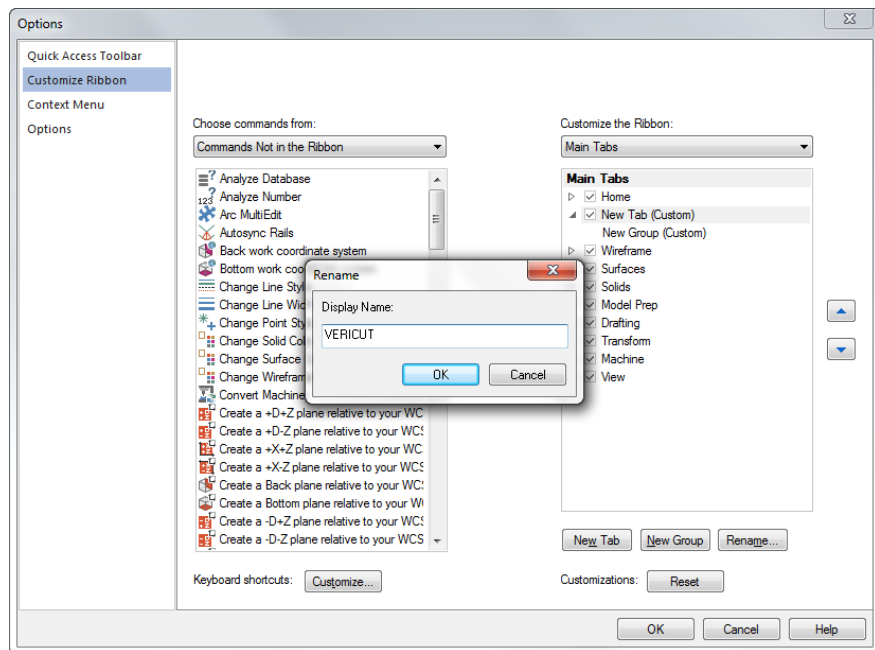 Options
Quick Access Toolbar
Customize Ribbon
Context Menu
Options
Choose commands from:
Commands Not in the Ribbon
Analyze Database
Analyze Number
Arc MultiEdit
Autosync Rails
Back work coordinate system
Bottom work coo
Change Line Styl
Change Line Wid
Change Point Sty
Change Solid Col
Change Surface
Change Wirefram
Convert Machine
Create a +D+Z plane relative to your WC
Create a +D-Z plane relative to your WCS
Create a +X+Z plane relative to your WC
Create a +X-Z plane relative to your WCS
Create a Back plane relative to your WC
Create a Bottom plane relative to your W
Create a -D+Z plane relative to your WCS
Create a -D-Z plane relative to your WCS
Keyboard shortcuts:
Customize...
Customize the Ribbon:
Main Tabs
Main Tabs
Home
New Tab (Custom)
New Group (Custom)
Wireframe
Surfaces
Solids
Model Prep
Drafting
Transform
Machine
View
New Tab
New Group
Rename...
Customizations:
Reset
Rename
Display Name:
VERICUT
OK
Cancel
OK
Cancel
Help